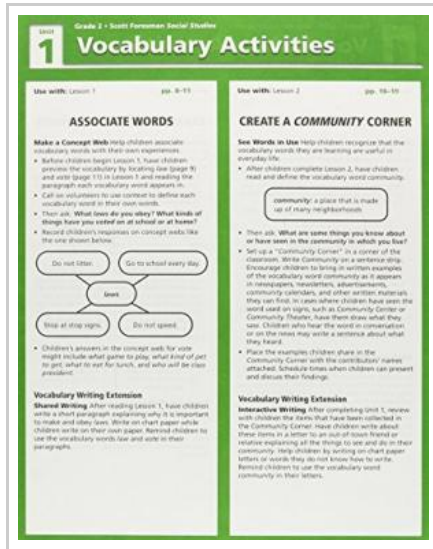 Grade 2 • Scott Foresman Social Studies
UNIT
1
Vocabulary Activities
Use with: Lesson 1 pp. 8–11
ASSOCIATE WORDS
Make a Concept Web Help children associate
vocabulary words with their own experiences.
• Before children begin Lesson 1, have children
preview the vocabulary by locating law (page 9)
and vote (page 11) in Lesson 1 and reading the
paragraph each vocabulary word appears in.
• Call on volunteers to use context to define each
vocabulary word in their own words.
• Then ask: What laws do you obey? What kinds of
things have you voted on at school or at home?
• Record children's responses on concept webs like
the one shown below.
Do not litter.
Go to school every day.
laws
Stop at stop signs.
Do not speed.
• Children's answers in the concept web for vote
might include what game to play, what kind of pet
to get, what to eat for lunch, and who will be class
president.
Vocabulary Writing Extension
Shared Writing After reading Lesson 1, have children
write a short paragraph explaining why it is important
to make and obey laws. Write on chart paper while
children write on their own paper. Remind children to
use the vocabulary words law and vote in their
paragraphs.
Use with: Lesson 2 pp. 16–19
CREATE A COMMUNITY CORNER
See Words in Use Help children recognize that the
vocabulary words they are learning are useful in
everyday life.
• After children complete Lesson 2, have children
read and define the vocabulary word community.
community: a place that is made
up of many neighborhoods
• Then ask: What are some things you know about
or have seen in the community in which you live?
• Set up a "Community Corner" in a corner of the
classroom. Write Community on a sentence strip.
Encourage children to bring in written examples
of the vocabulary word community as it appears
in newspapers, newsletters, advertisements,
community calendars, and other written materials
they can find. In cases where children have seen the
word used on signs, such as Community Center or
Community Theater, have them draw what they
saw. Children who hear the word in conversation
or on the news may write a sentence about what
they heard.
• Place the examples children share in the
Community Corner with the contributors' names
attached. Schedule times when children can present
and discuss their findings.
Vocabulary Writing Extension
Interactive Writing After completing Unit 1, review
with children the items that have been collected in
the Community Corner. Have children write about
these items in a letter to an out-of-town friend or
relative explaining all the things to see and do in their
community. Help children by writing on chart paper
letters or words they do not know how to write.
Remind children to use the vocabulary word
community in their letters.